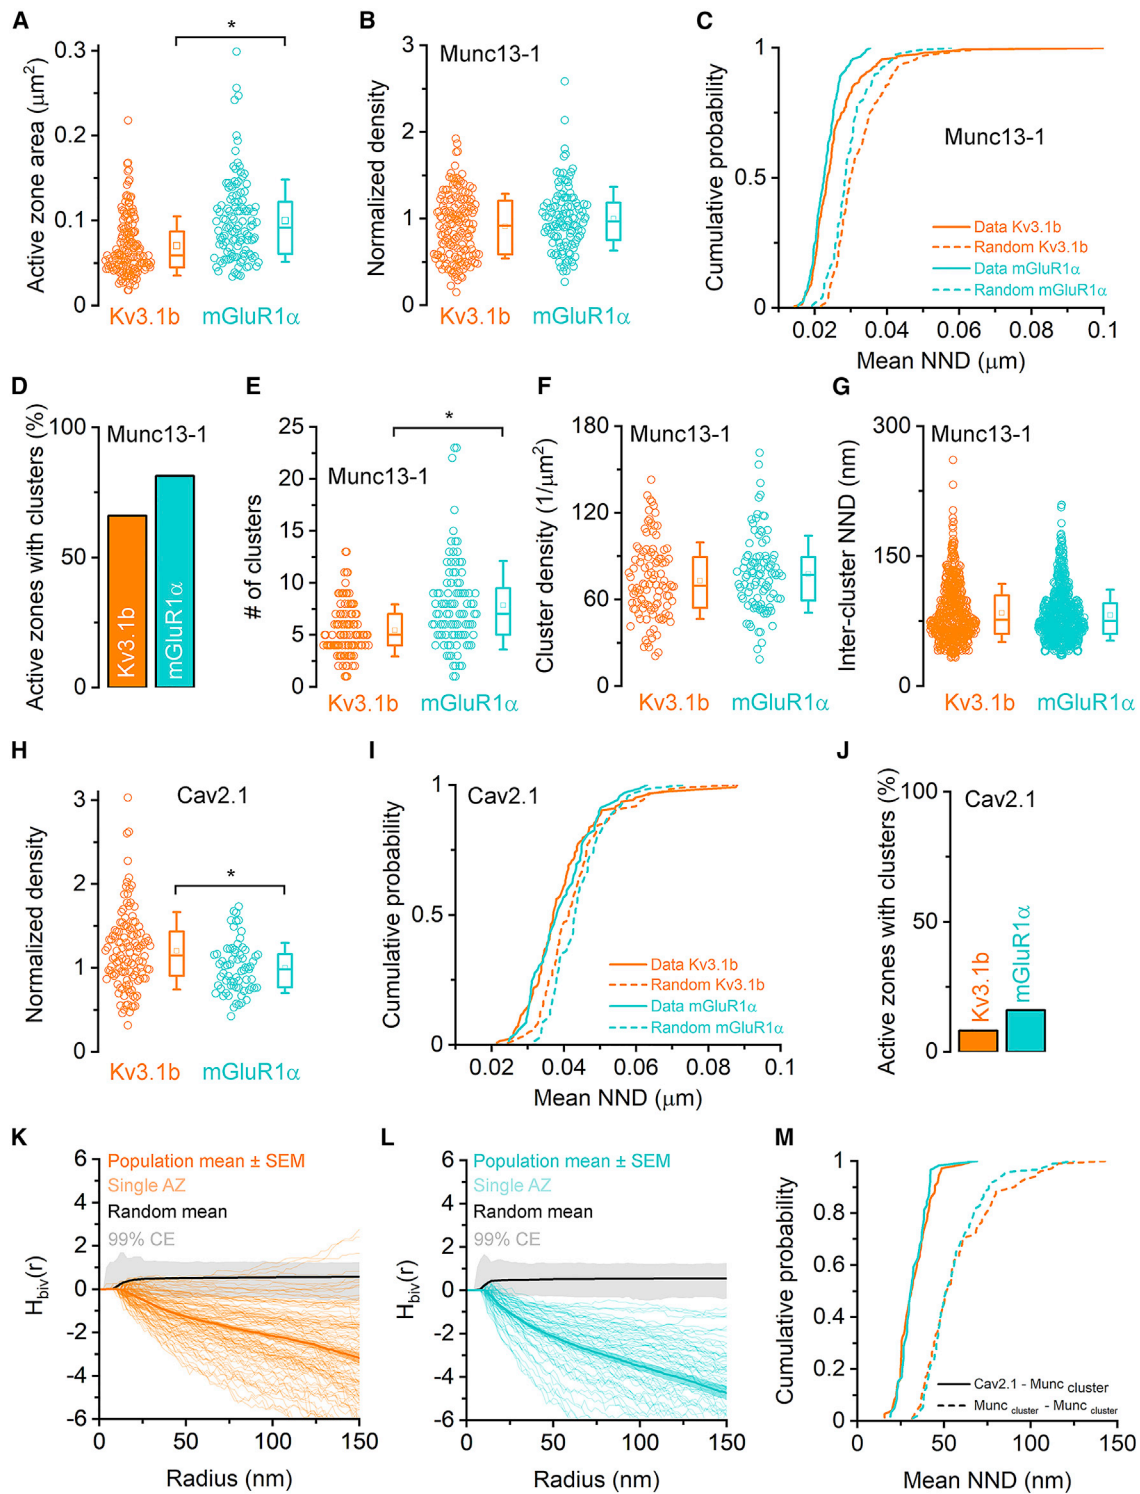 A
Active zone area (μm²)
0.3
0.2
0.1
0
*
Kv3.1b
mGluR1α
B
Munc13-1
Normalized density
3
2
1
0
Kv3.1b
mGluR1α
C
Cumulative probability
1
0.5
0
Munc13-1
Data Kv3.1b
Random Kv3.1b
Data mGluR1α
Random mGluR1α
0.02 0.04 0.06 0.08 0.1
Mean NND (μm)
D
Active zones with clusters (%)
100
50
0
Munc13-1
Kv3.1b
mGluR1α
E
# of clusters
25
20
15
10
5
0
*
Munc13-1
Kv3.1b
mGluR1α
F
Cluster density (1/μm²)
180
120
60
0
Munc13-1
Kv3.1b
mGluR1α
G
Inter-cluster NND (nm)
300
150
0
Munc13-1
Kv3.1b
mGluR1α
H
Normalized density
3
2
1
0
Cav2.1
*
Kv3.1b
mGluR1α
I
Cumulative probability
1
0.5
0
Cav2.1
Data Kv3.1b
Random Kv3.1b
Data mGluR1α
Random mGluR1α
0.02 0.04 0.06 0.08 0.1
Mean NND (μm)
J
Active zones with clusters (%)
100
50
0
Cav2.1
Kv3.1b
mGluR1α
K
H biv (r)
6
4
2
0
-2
-4
-6
Population mean ± SEM
Single AZ
Random mean
99% CE
0 50 100 150
Radius (nm)
L
H biv (r)
6
4
2
0
-2
-4
-6
Population mean ± SEM
Single AZ
Random mean
99% CE
0 50 100 150
Radius (nm)
M
Cumulative probability
1
0.8
0.6
0.4
0.2
0
Cav2.1 - Munc cluster
Munc cluster - Munc cluster
0 50 100 150
Mean NND (nm)